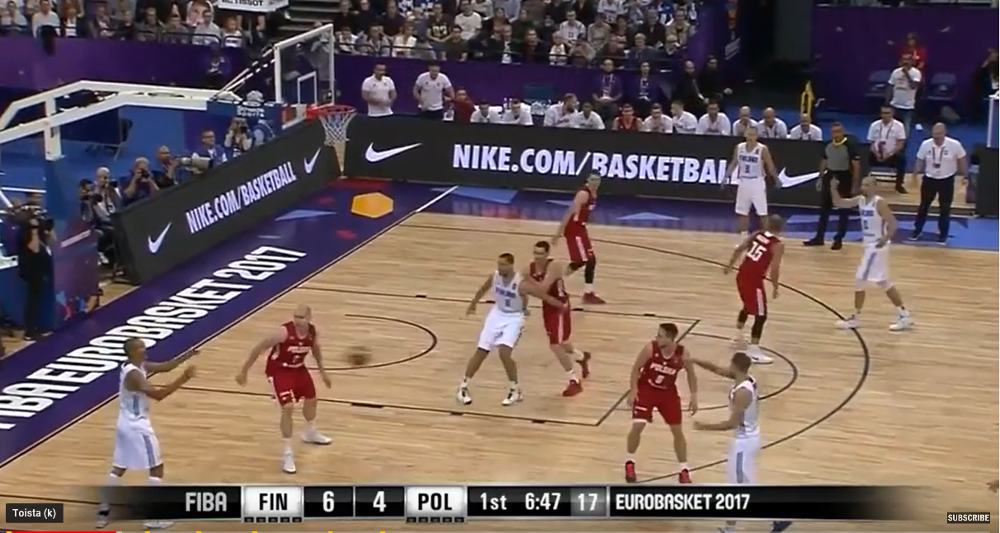 TISSOT
NIKE.COM/BASKETBALL
NIKE.COM/BASKETBAL
FIBA EUROBASKET 2017
15
FIBA FIN 6 4 POL 1st 6:47 17 EUROBASKET 2017
Toista (k)
SUBSCRIBE